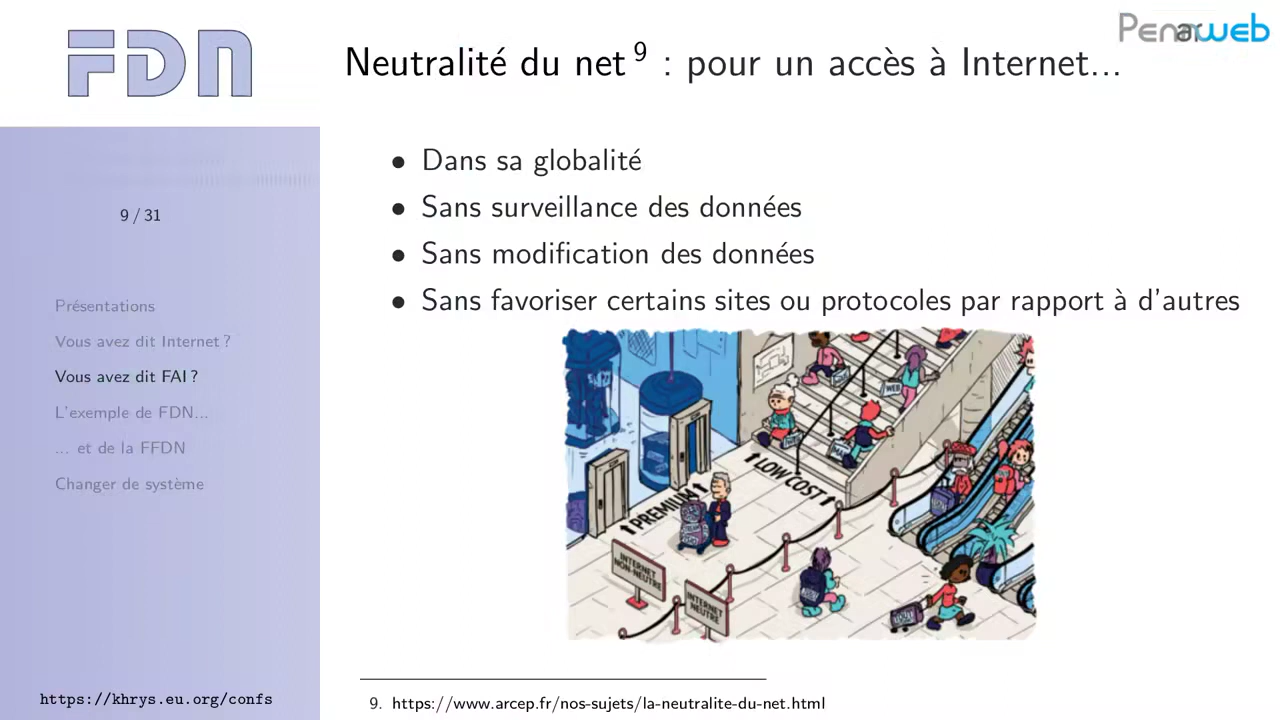 FDN
Neutralité du net 9 : pour un accès à Internet...
Penarweb
9 / 31
Présentations
Vous avez dit Internet ?
Vous avez dit FAI ?
L'exemple de FDN...
... et de la FFDN
Changer de système
https://khrys.eu.org/confs
• Dans sa globalité
• Sans surveillance des données
• Sans modification des données
• Sans favoriser certains sites ou protocoles par rapport à d'autres
WEB
↑ LOW COST ↑
↑ PREMIUM ↑
INTERNET
NON-NEUTRE
INTERNET
NEUTRE
9. https://www.arcep.fr/nos-sujets/la-neutralite-du-net.html